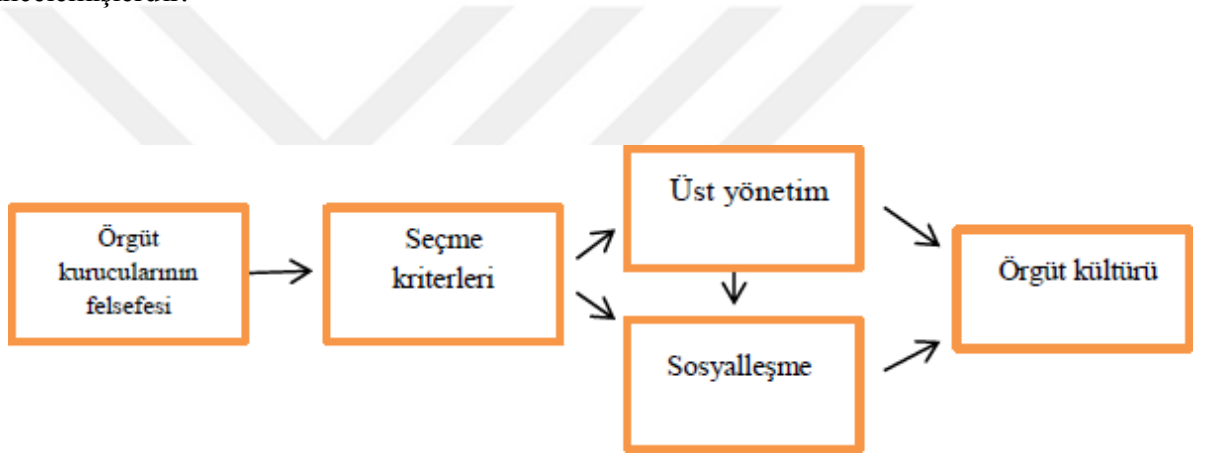 Örgüt
kurucularının
felsefesi
Seçme
kriterleri
Üst yönetim
Sosyalleşme
Örgüt kültürü